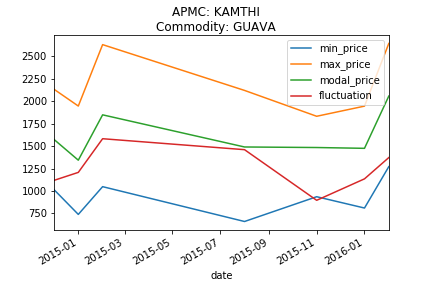 APMC: KAMTHI
Commodity: GUAVA
min_price
max_price
modal_price
fluctuation
2500
2250
2000
1750
1500
1250
1000
750
2015-01
2015-03
2015-05
2015-07
2015-09
2015-11
2016-01
date